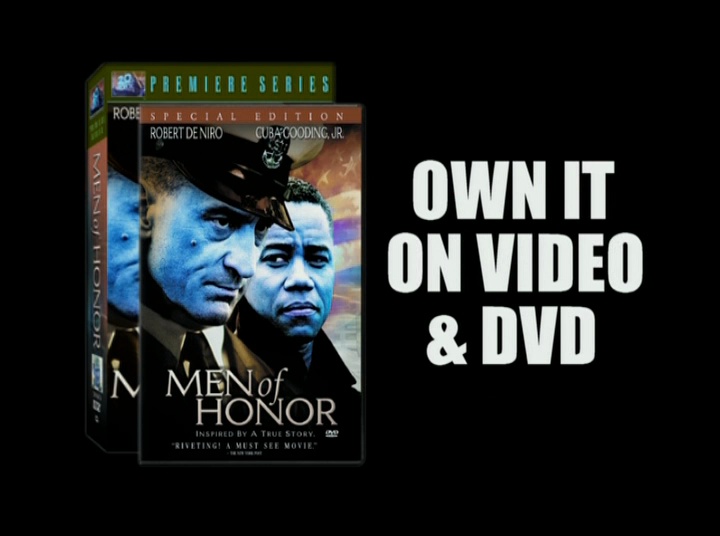 PREMIERE SERIES
ROBE
SPECIAL EDITION
ROBERT DE NIRO CUBA GOODING, JR.
MEN of HONOR
M
MEN of
HONOR
INSPIRED BY A TRUE STORY. DVD
"RIVETING! A MUST SEE MOVIE."
OWN IT
ON VIDEO
& DVD